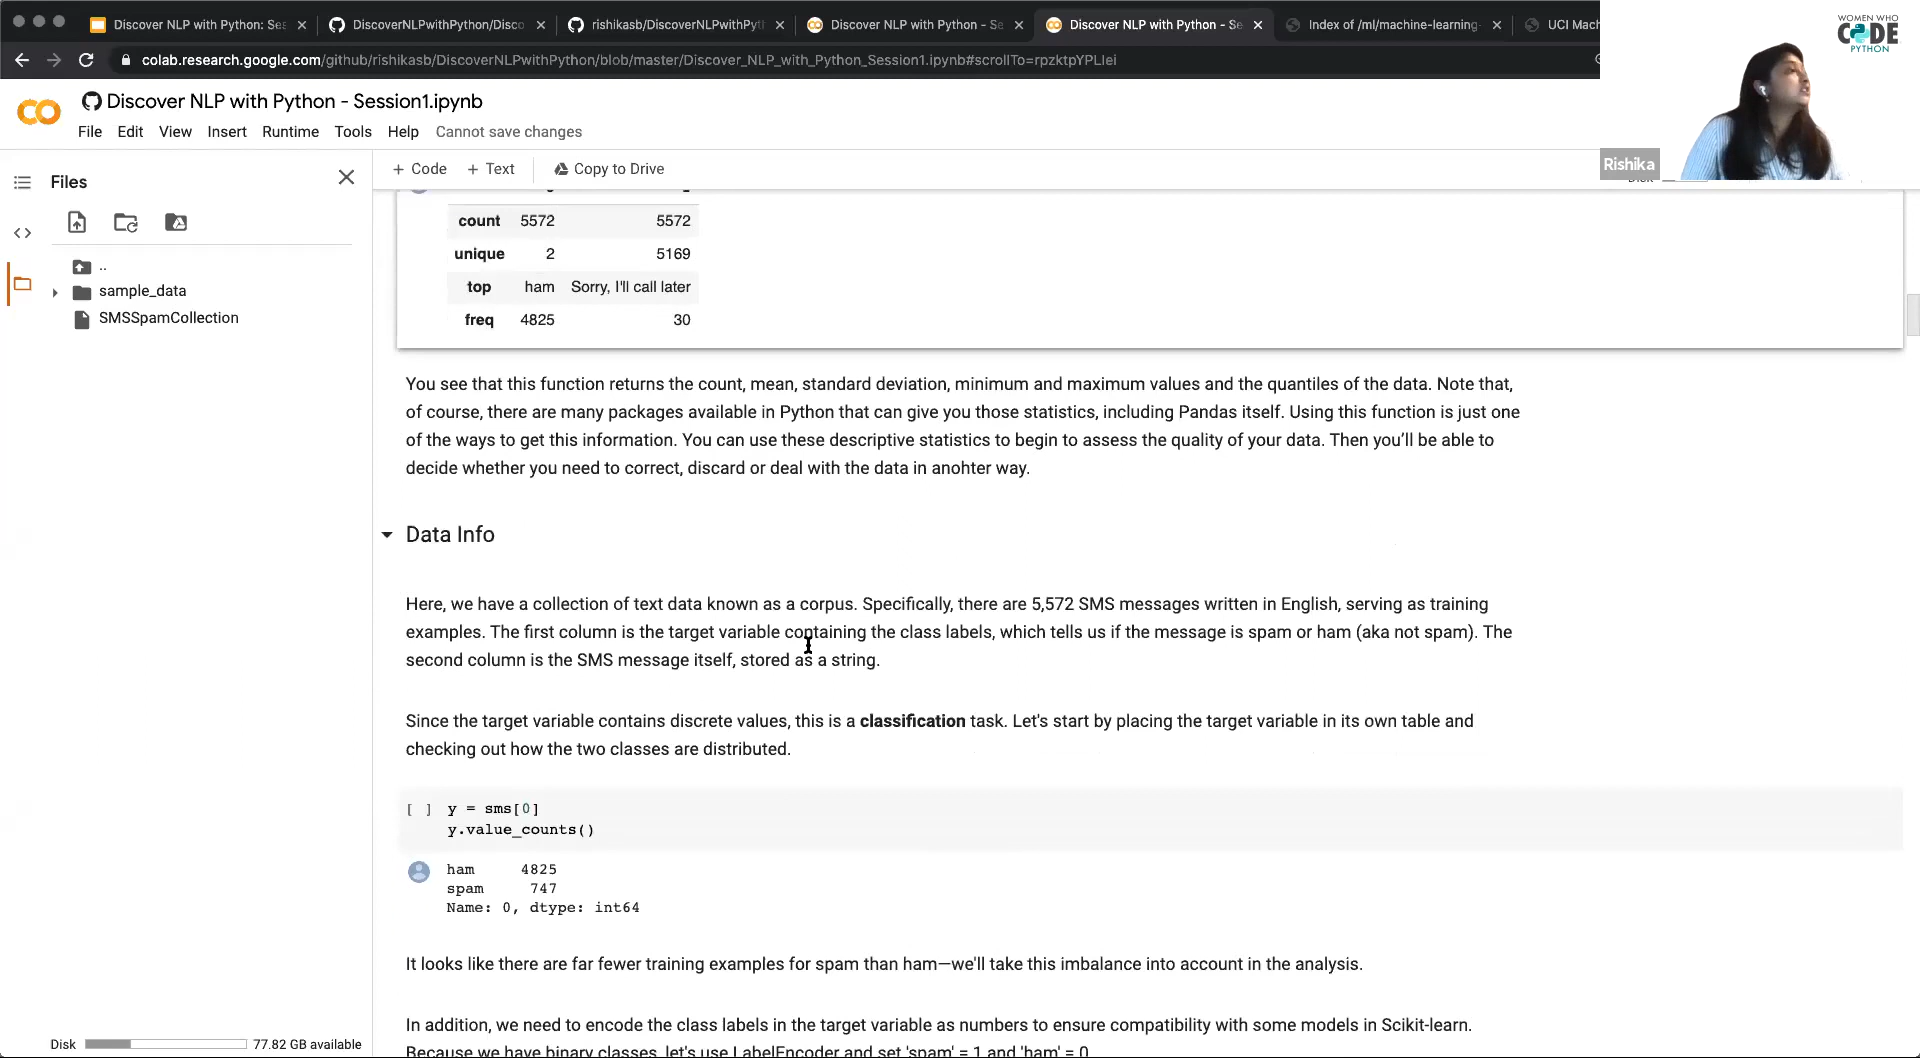 Discover NLP with Python: Ses
DiscoverNLPwithPython/Disco
rishikasb/DiscoverNLPwithPyth
Discover NLP with Python - Se
Discover NLP with Python - Se
Index of /ml/machine-learning-
UCI Mach
colab.research.google.com/github/rishikasb/DiscoverNLPwithPython/blob/master/Discover_NLP_with_Python_Session1.ipynb#scrollTo=rpzktpYPLIei
WOMEN WHO
CODE
PYTHON
Discover NLP with Python - Session1.ipynb
File Edit View Insert Runtime Tools Help Cannot save changes
Rishika
Files
+ Code + Text Copy to Drive
..
sample_data
SMSSpamCollection
count 5572 5572
unique 2 5169
top ham Sorry, I'll call later
freq 4825 30
You see that this function returns the count, mean, standard deviation, minimum and maximum values and the quantiles of the data. Note that,
of course, there are many packages available in Python that can give you those statistics, including Pandas itself. Using this function is just one
of the ways to get this information. You can use these descriptive statistics to begin to assess the quality of your data. Then you'll be able to
decide whether you need to correct, discard or deal with the data in anohter way.
Data Info
Here, we have a collection of text data known as a corpus. Specifically, there are 5,572 SMS messages written in English, serving as training
examples. The first column is the target variable containing the class labels, which tells us if the message is spam or ham (aka not spam). The
second column is the SMS message itself, stored as a string.
Since the target variable contains discrete values, this is a classification task. Let's start by placing the target variable in its own table and
checking out how the two classes are distributed.
[ ] y = sms[0]
y.value_counts()
ham 4825
spam 747
Name: 0, dtype: int64
It looks like there are far fewer training examples for spam than ham—we'll take this imbalance into account in the analysis.
In addition, we need to encode the class labels in the target variable as numbers to ensure compatibility with some models in Scikit-learn.
Because we have binary classes, let's use LabelEncoder and set 'spam' = 1 and 'ham' = 0
Disk 77.82 GB available